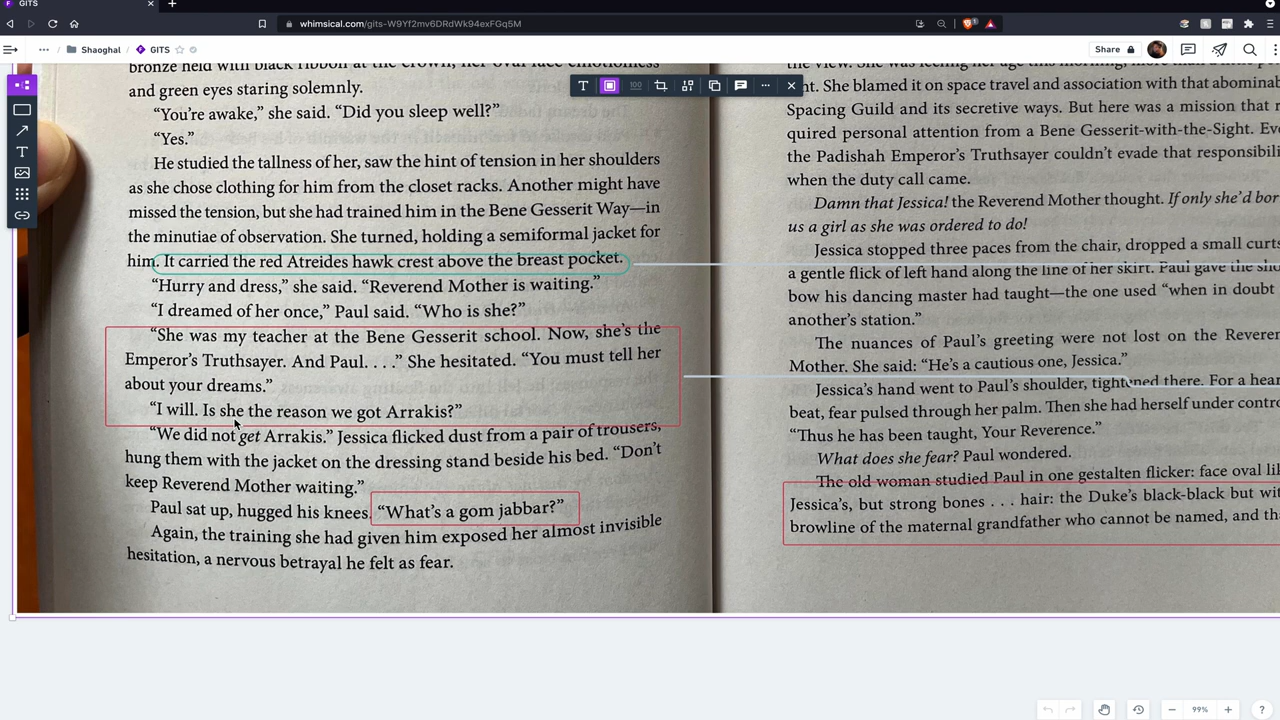 GITS
whimsical.com/gits-W9Yf2mv6DRdWk94exFGq5M
Shaoghal
GITS
Share
bronze held with black ribbon at the crown, her oval face emotionless
and green eyes staring solemnly.
“You’re awake,” she said. “Did you sleep well?”
“Yes.”
He studied the tallness of her, saw the hint of tension in her shoulders
as she chose clothing for him from the closet racks. Another might have
missed the tension, but she had trained him in the Bene Gesserit Way—in
the minutiae of observation. She turned, holding a semiformal jacket for
him. It carried the red Atreides hawk crest above the breast pocket.
“Hurry and dress,” she said. “Reverend Mother is waiting.”
“I dreamed of her once,” Paul said. “Who is she?”
“She was my teacher at the Bene Gesserit school. Now, she’s the
Emperor’s Truthsayer. And Paul. . . .” She hesitated. “You must tell her
about your dreams.”
“I will. Is she the reason we got Arrakis?”
“We did not get Arrakis.” Jessica flicked dust from a pair of trousers,
hung them with the jacket on the dressing stand beside his bed. “Don’t
keep Reverend Mother waiting.”
Paul sat up, hugged his knees. “What’s a gom jabbar?”
Again, the training she had given him exposed her almost invisible
hesitation, a nervous betrayal he felt as fear.
the view. She was feeling her age this
She blamed it on space travel and association with that abominab
Spacing Guild and its secretive ways. But here was a mission that r
quired personal attention from a Bene Gesserit-with-the-Sight. Eve
the Padishah Emperor’s Truthsayer couldn’t evade that responsibili
when the duty call came.
Damn that Jessica! the Reverend Mother thought. If only she’d bor
us a girl as she was ordered to do!
Jessica stopped three paces from the chair, dropped a small curts
a gentle flick of left hand along the line of her skirt. Paul gave the sho
bow his dancing master had taught—the one used “when in doubt
another’s station.”
The nuances of Paul’s greeting were not lost on the Revere
Mother. She said: “He’s a cautious one, Jessica.”
Jessica’s hand went to Paul’s shoulder, tightened there. For a hear
beat, fear pulsed through her palm. Then she had herself under contro
“Thus he has been taught, Your Reverence.”
What does she fear? Paul wondered.
The old woman studied Paul in one gestalten flicker: face oval lik
Jessica’s, but strong bones . . . hair: the Duke’s black-black but wit
browline of the maternal grandfather who cannot be named, and tha
99%